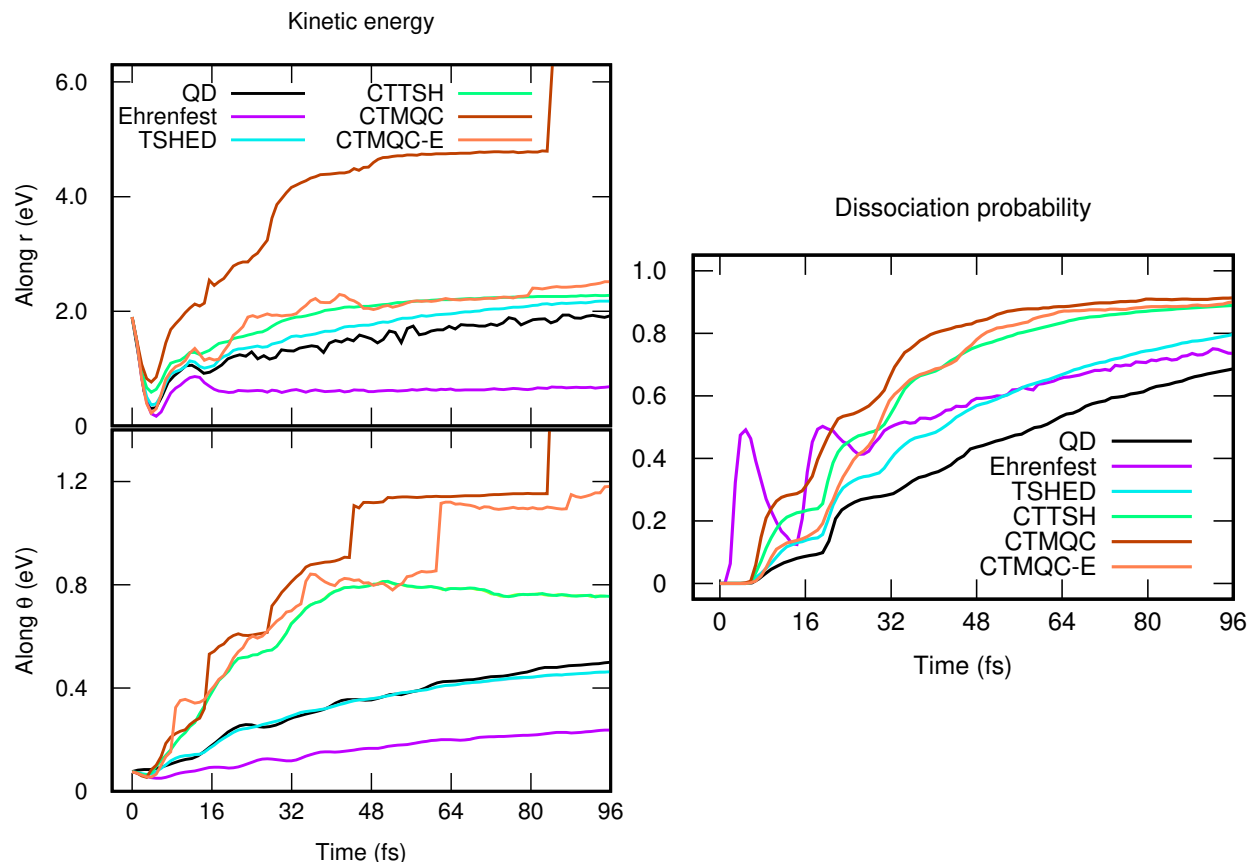 Kinetic energy
6.0
4.0
2.0
0
Along r (eV)
QD
Ehrenfest
TSHED
CTTSH
CTMQC
CTMQC-E
1.2
0.8
0.4
0
Along θ (eV)
0 16 32 48 64 80 96
Time (fs)
Dissociation probability
1.0
0.8
0.6
0.4
0.2
0
QD
Ehrenfest
TSHED
CTTSH
CTMQC
CTMQC-E
0 16 32 48 64 80 96
Time (fs)